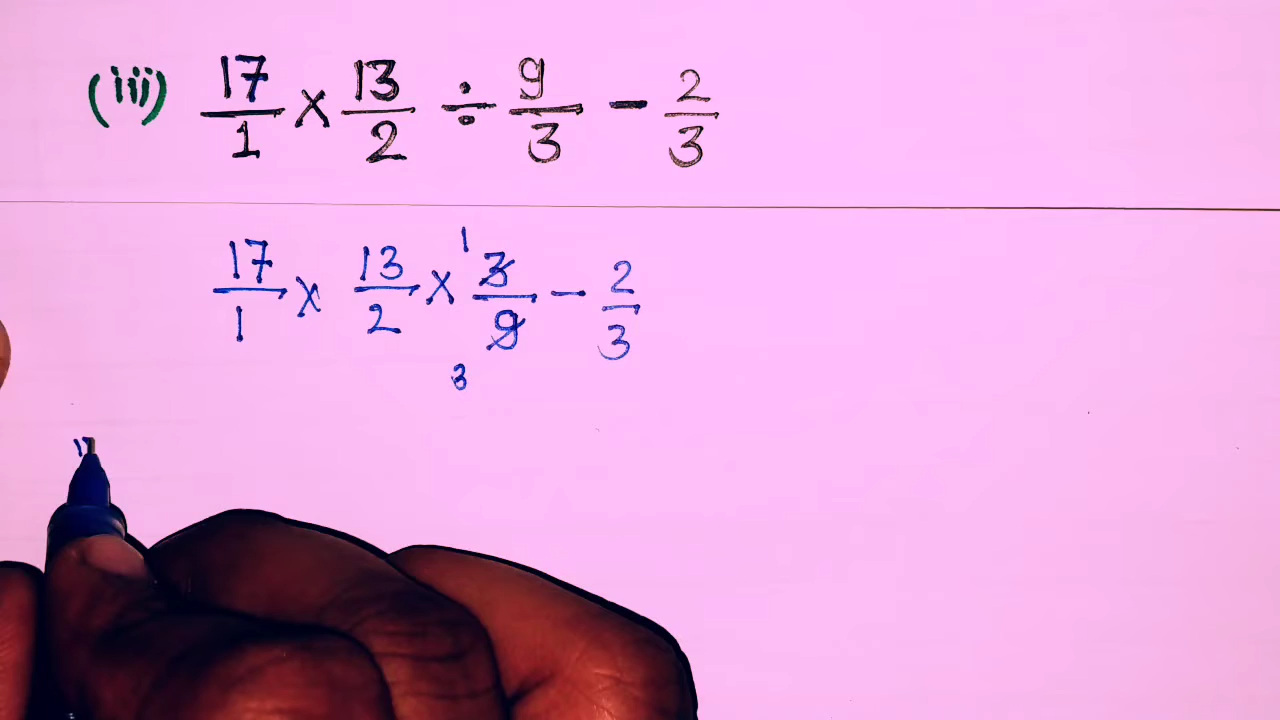 (iii) 17/1 × 13/2 ÷ 9/3 − 2/3
17/1 × 13/2 × 1 3/9 3 − 2/3